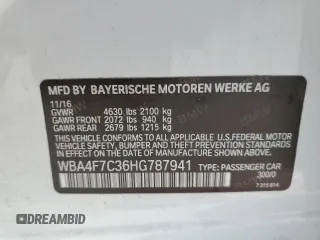 MFD BY BAYERISCHE MOTOREN WERKE AG
11/16
GVWR 4630 lbs 2100 kg
GAWR FRONT 2072 lbs 940 kg
GAWR REAR 2679 lbs 1215 kg
THIS VEHICLE CONFORMS TO ALL APPLICABLE
U.S. FEDERAL MOTOR VEHICLE SAFETY,
BUMPER, AND THEFT PREVENTION STANDARDS
IN EFFECT ON THE DATE OF MANUFACTURE
SHOWN ABOVE.
WBA4F7C36HG787941 TYPE: PASSENGER CAR
300/0
DREAMBID
AutoBidMaster